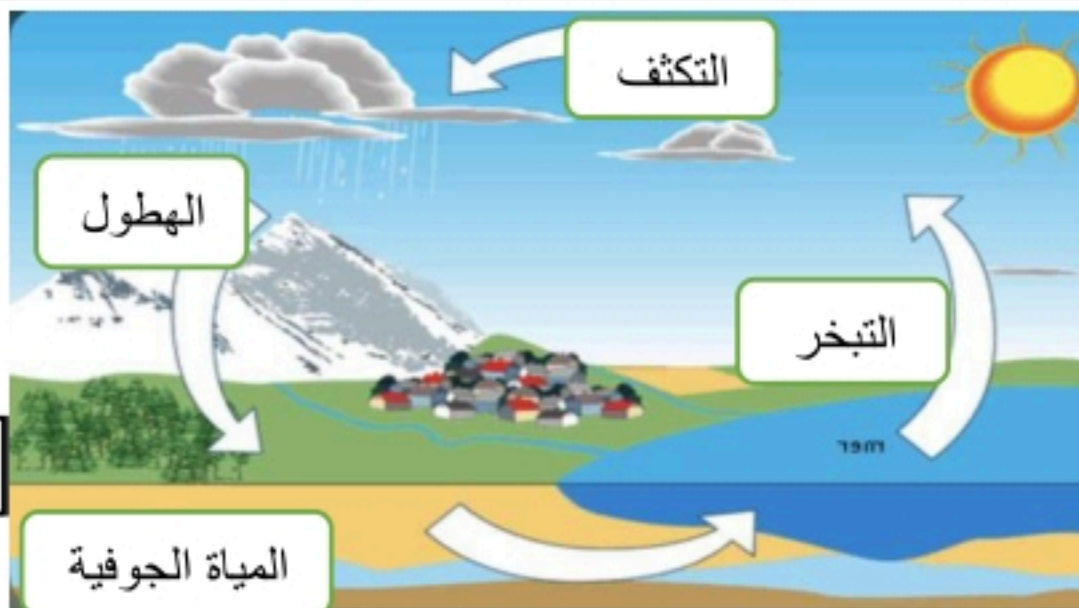 التكثف
الهطول
التبخر
المياة الجوفية